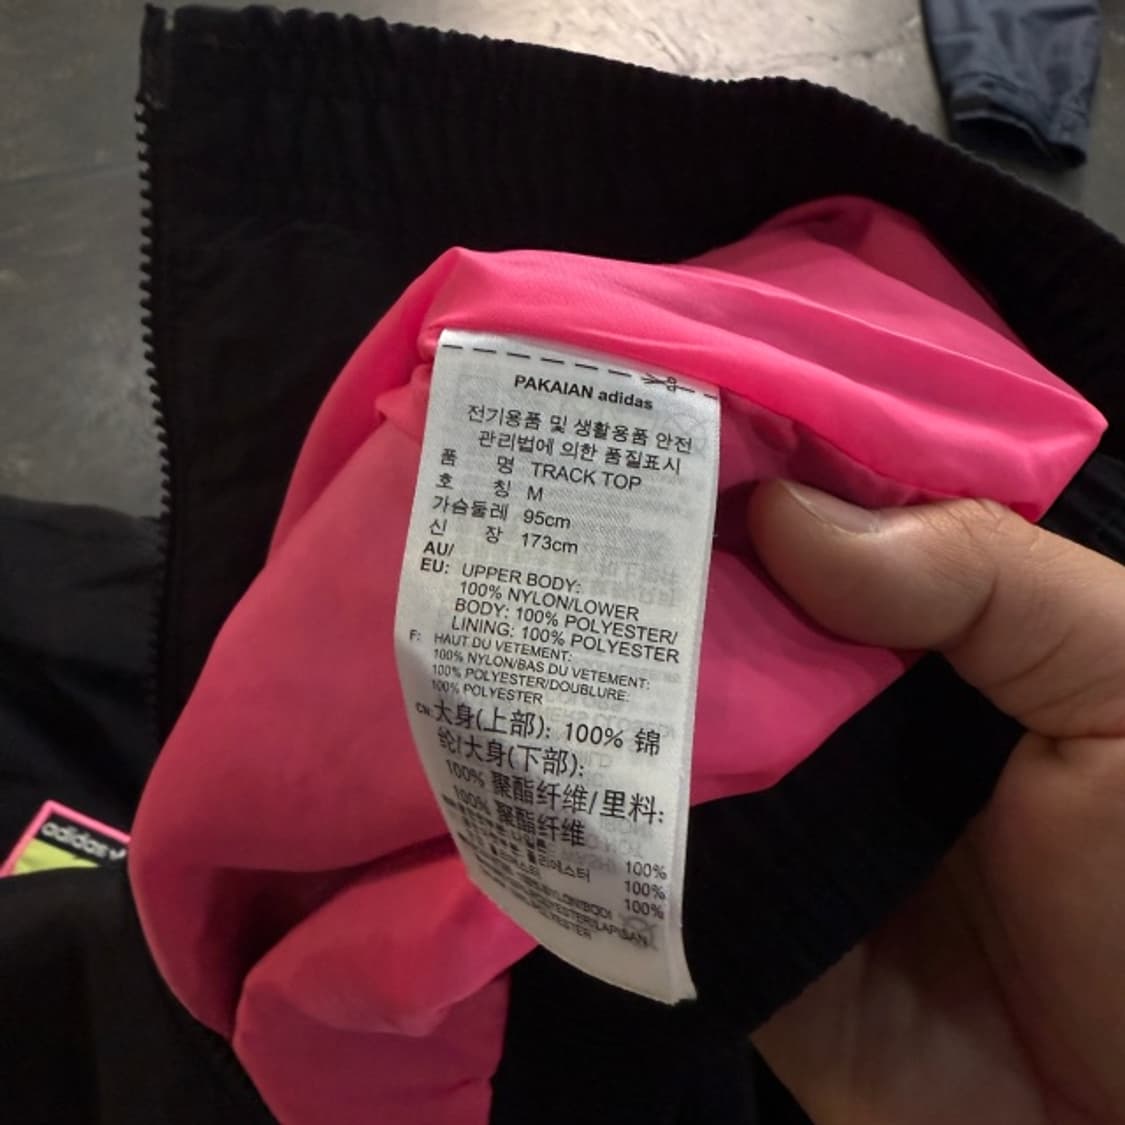 PAKAIAN adidas
전기용품 및 생활용품 안전
관리법에 의한 품질표시
품 명 TRACK TOP
호 칭 M
가슴둘레 95cm
신 장 173cm
AU/
EU: UPPER BODY:
100% NYLON/LOWER
BODY: 100% POLYESTER/
LINING: 100% POLYESTER
F: HAUT DU VETEMENT:
100% NYLON/BAS DU VETEMENT:
100% POLYESTER/DOUBLURE:
100% POLYESTER
CN: 大身(上部): 100% 锦
纶/大身(下部):
100% 聚酯纤维/里料:
100% 聚酯纤维
100%
100%
100%
adidas